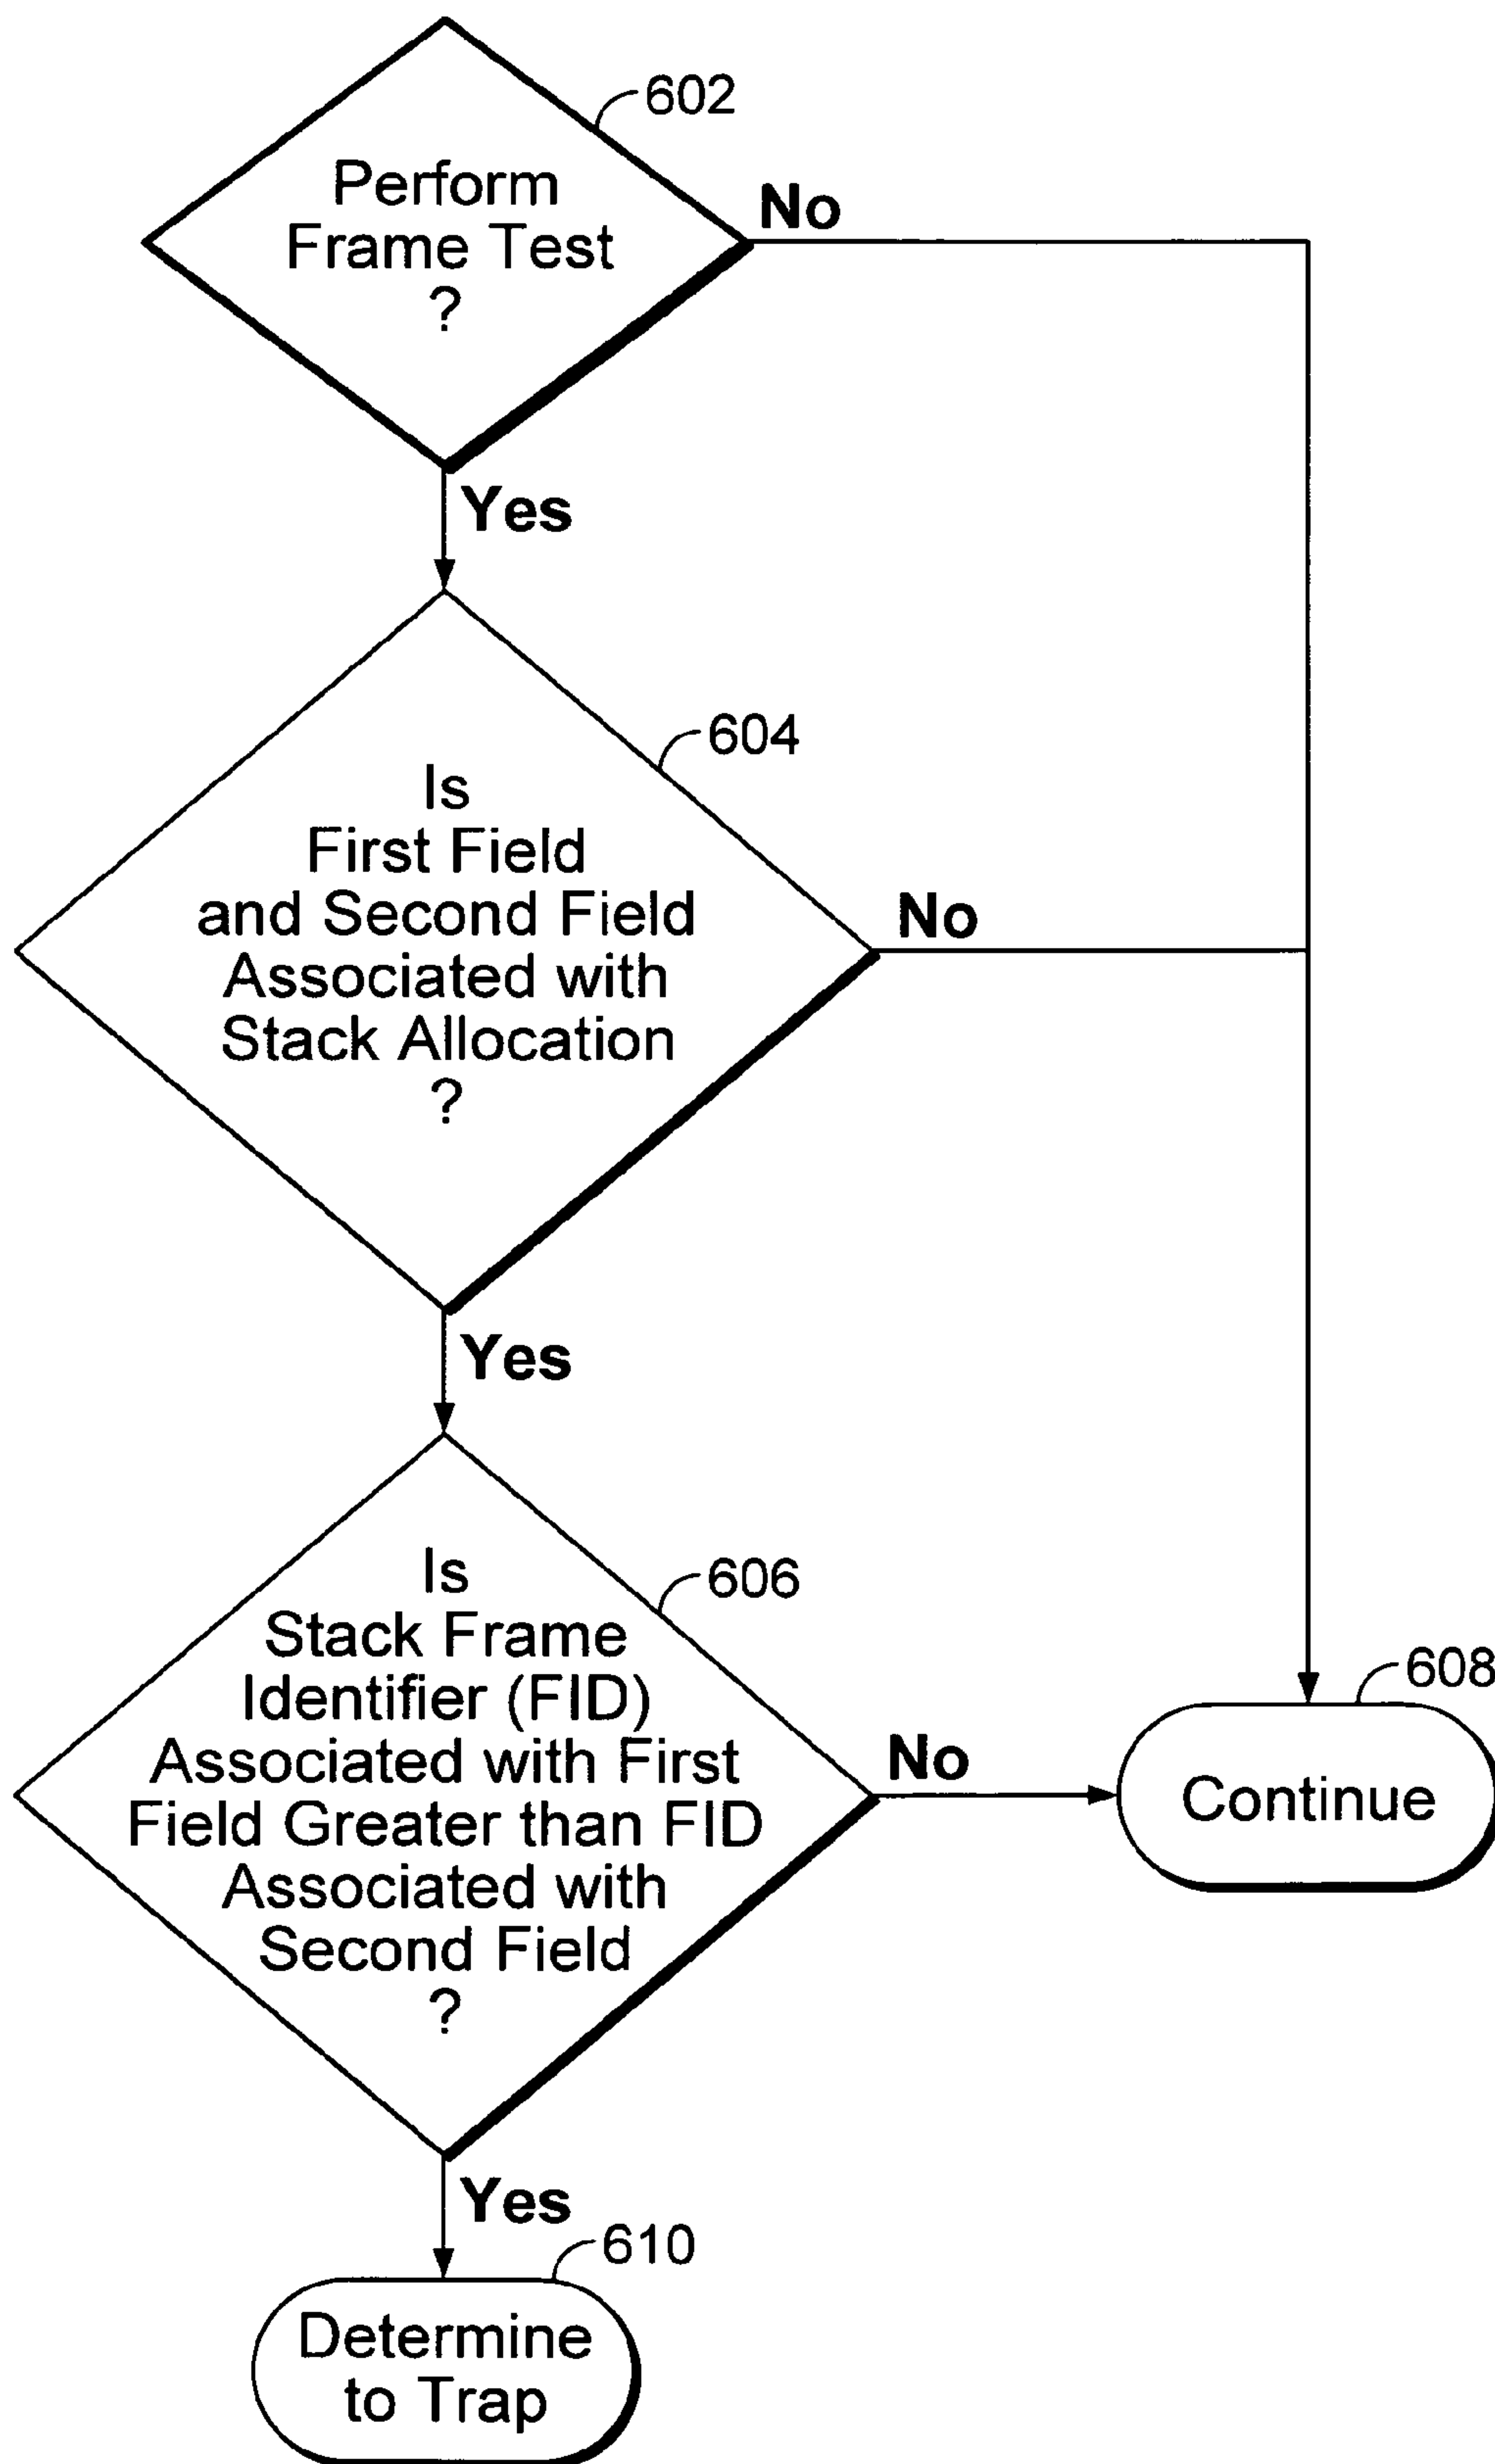 602
Perform
Frame Test
?
No
Yes
604
Is
First Field
and Second Field
Associated with
Stack Allocation
?
No
Yes
606
Is
Stack Frame
Identifier (FID)
Associated with First
Field Greater than FID
Associated with
Second Field
?
No
608
Continue
Yes
610
Determine
to Trap